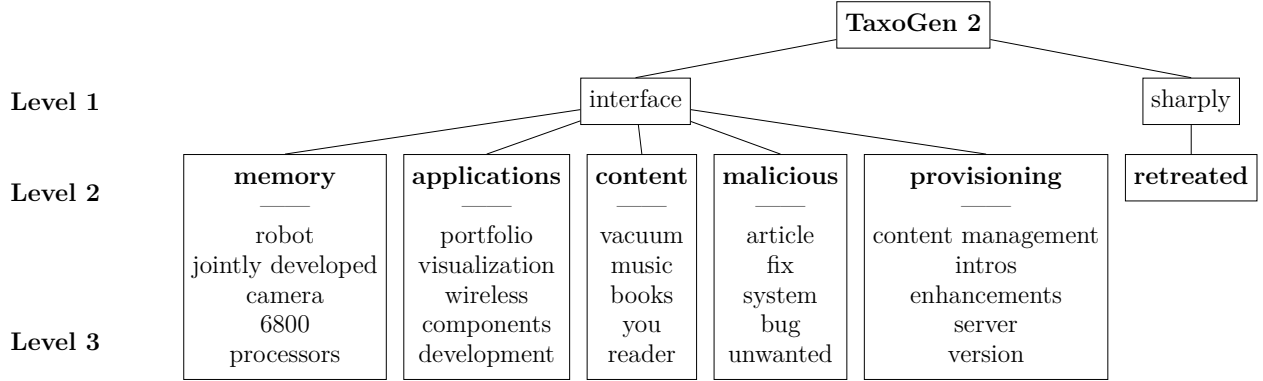 TaxoGen 2
Level 1
interface
sharply
Level 2
memory
robot
jointly developed
camera
6800
processors
applications
portfolio
visualization
wireless
components
development
content
vacuum
music
books
you
reader
malicious
article
fix
system
bug
unwanted
provisioning
content management
intros
enhancements
server
version
retreated
Level 3